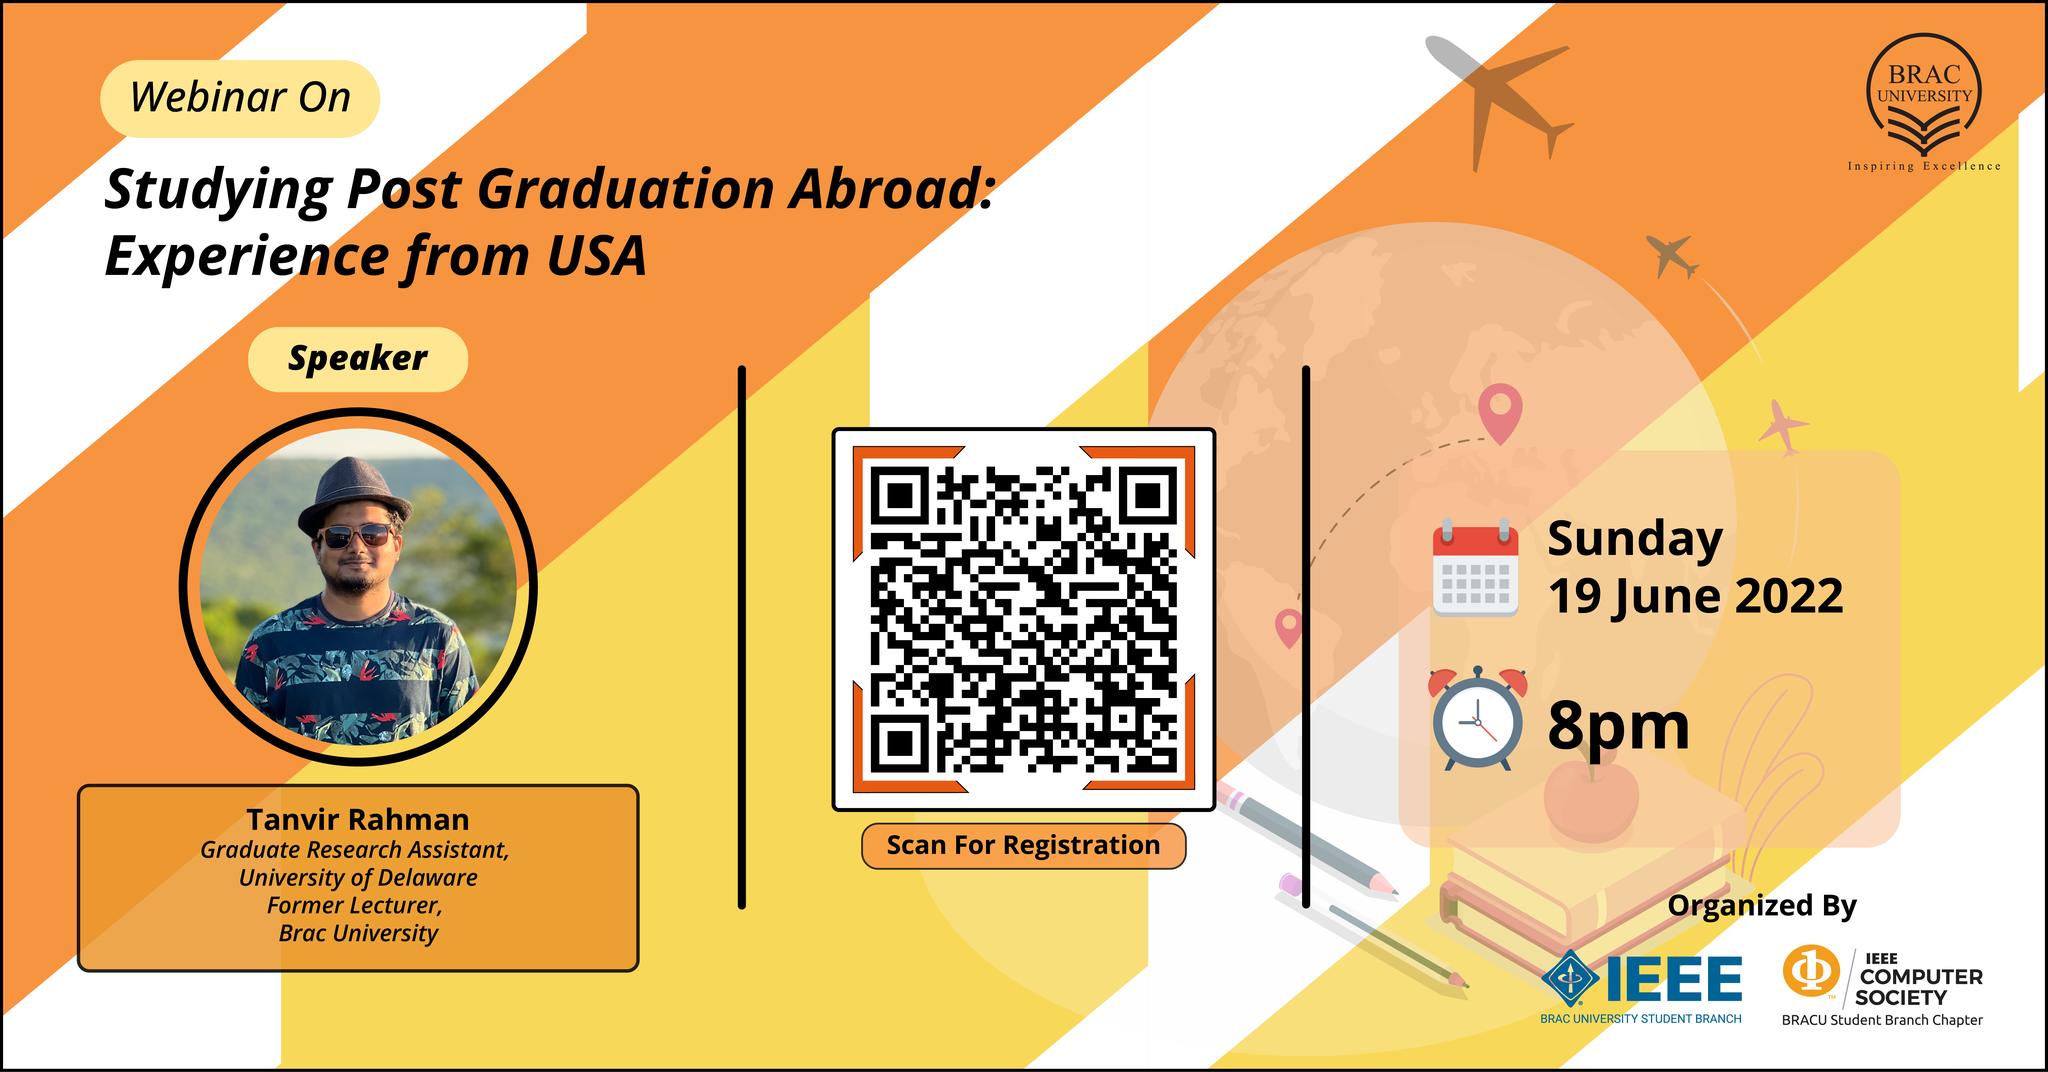 Webinar On
Studying Post Graduation Abroad:
Experience from USA
Speaker
Tanvir Rahman
Graduate Research Assistant,
University of Delaware
Former Lecturer,
Brac University
Scan For Registration
BRAC
UNIVERSITY
Inspiring Excellence
Sunday
19 June 2022
8pm
Organized By
IEEE
BRAC UNIVERSITY STUDENT BRANCH
IEEE
COMPUTER
SOCIETY
BRACU Student Branch Chapter